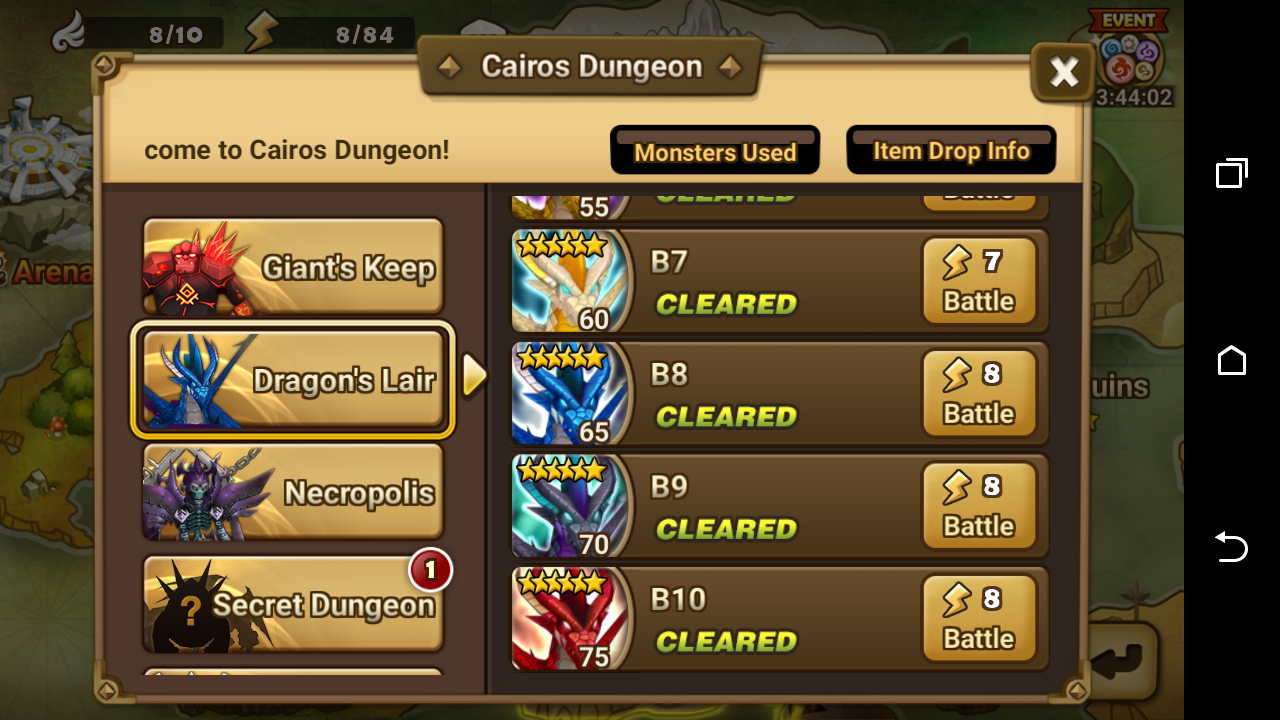 8/10
8/84
EVENT
Cairos Dungeon
3:44:02
come to Cairos Dungeon!
Monsters Used
Item Drop Info
55
CLEARED
Battle
Giant's Keep
Arena
B7
7
60
CLEARED
Battle
Dragon's Lair
B8
8
65
CLEARED
Battle
uins
Necropolis
B9
8
70
CLEARED
Battle
1
?
Secret Dungeon
B10
8
75
CLEARED
Battle